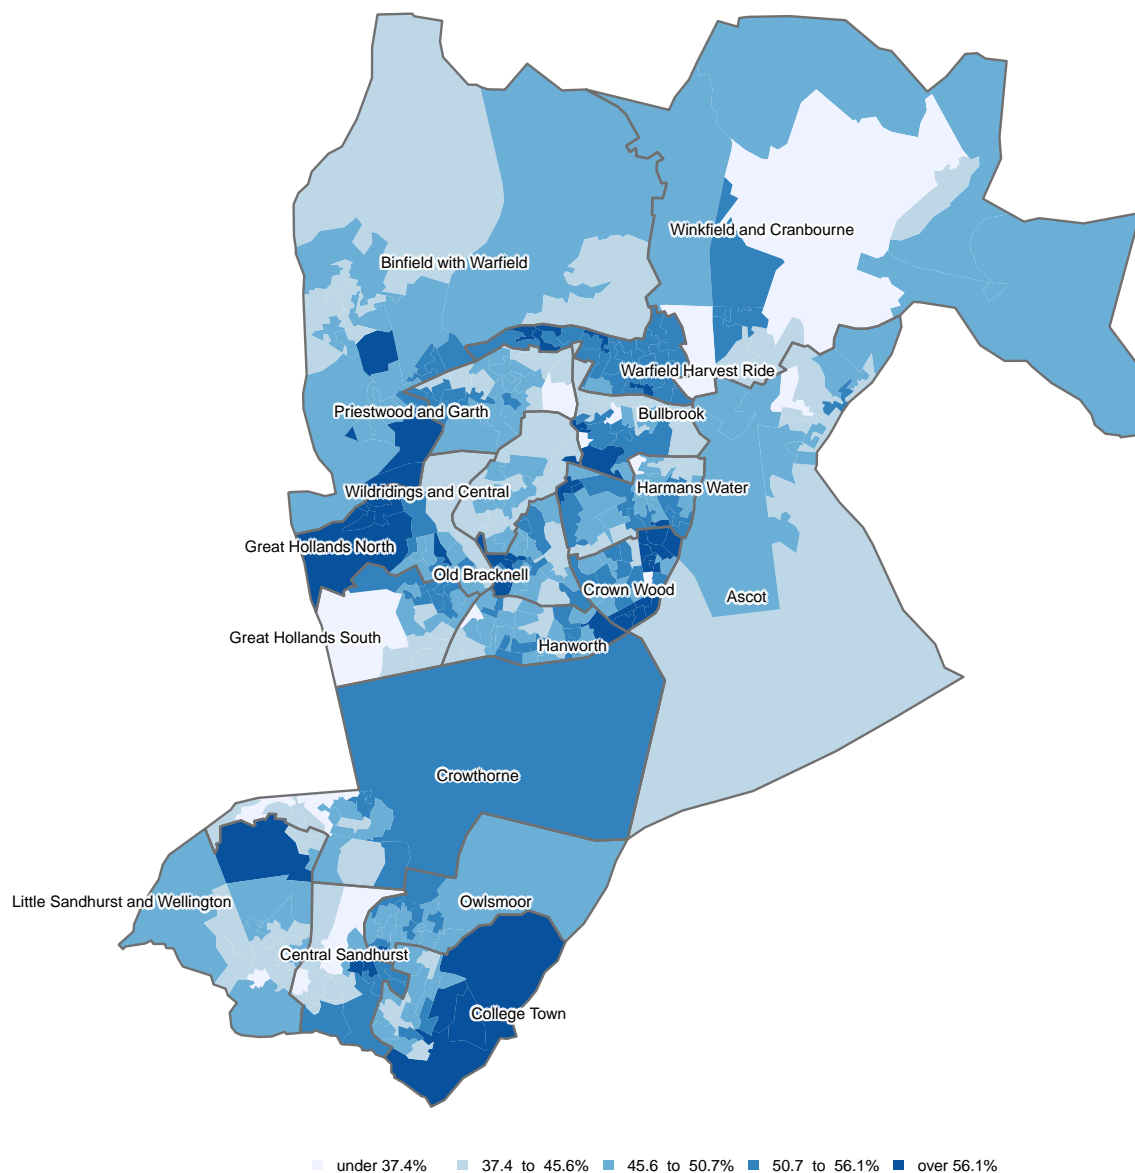 Winkfield and Cranbourne
Binfield with Warfield
Warfield Harvest Ride
Priestwood and Garth
Bullbrook
Wildridings and Central
Harmans Water
Great Hollands North
Old Bracknell
Crown Wood
Ascot
Great Hollands South
Hanworth
Crowthorne
Little Sandhurst and Wellington
Owlsmoor
Central Sandhurst
College Town
under 37.4% 37.4 to 45.6% 45.6 to 50.7% 50.7 to 56.1% over 56.1%